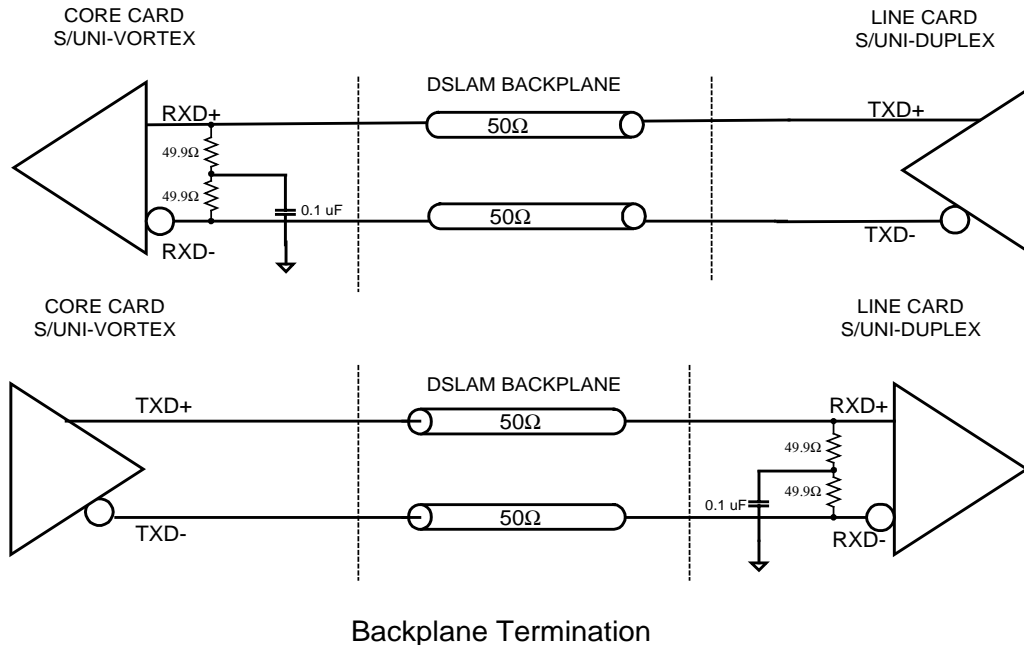 CORE CARD
S/UNI-VORTEX
LINE CARD
S/UNI-DUPLEX
DSLAM BACKPLANE
RXD+
50Ω
TXD+
49.9Ω
49.9Ω
0.1 uF
50Ω
RXD-
TXD-
CORE CARD
S/UNI-VORTEX
LINE CARD
S/UNI-DUPLEX
DSLAM BACKPLANE
TXD+
50Ω
RXD+
49.9Ω
49.9Ω
0.1 uF
50Ω
TXD-
RXD-
Backplane Termination